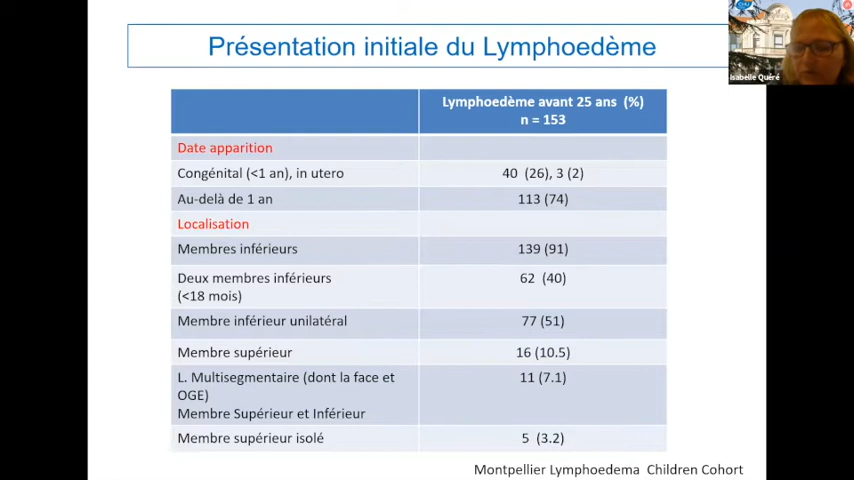 Présentation initiale du Lymphoedème
Isabelle Quéré
Lymphoedème avant 25 ans (%)
n = 153
Date apparition
Congénital (<1 an), in utero 40 (26), 3 (2)
Au-delà de 1 an 113 (74)
Localisation
Membres inférieurs 139 (91)
Deux membres inférieurs 62 (40)
(<18 mois)
Membre inférieur unilatéral 77 (51)
Membre supérieur 16 (10.5)
L. Multisegmentaire (dont la face et 11 (7.1)
OGE)
Membre Supérieur et Inférieur
Membre supérieur isolé 5 (3.2)
Montpellier Lymphoedema Children Cohort